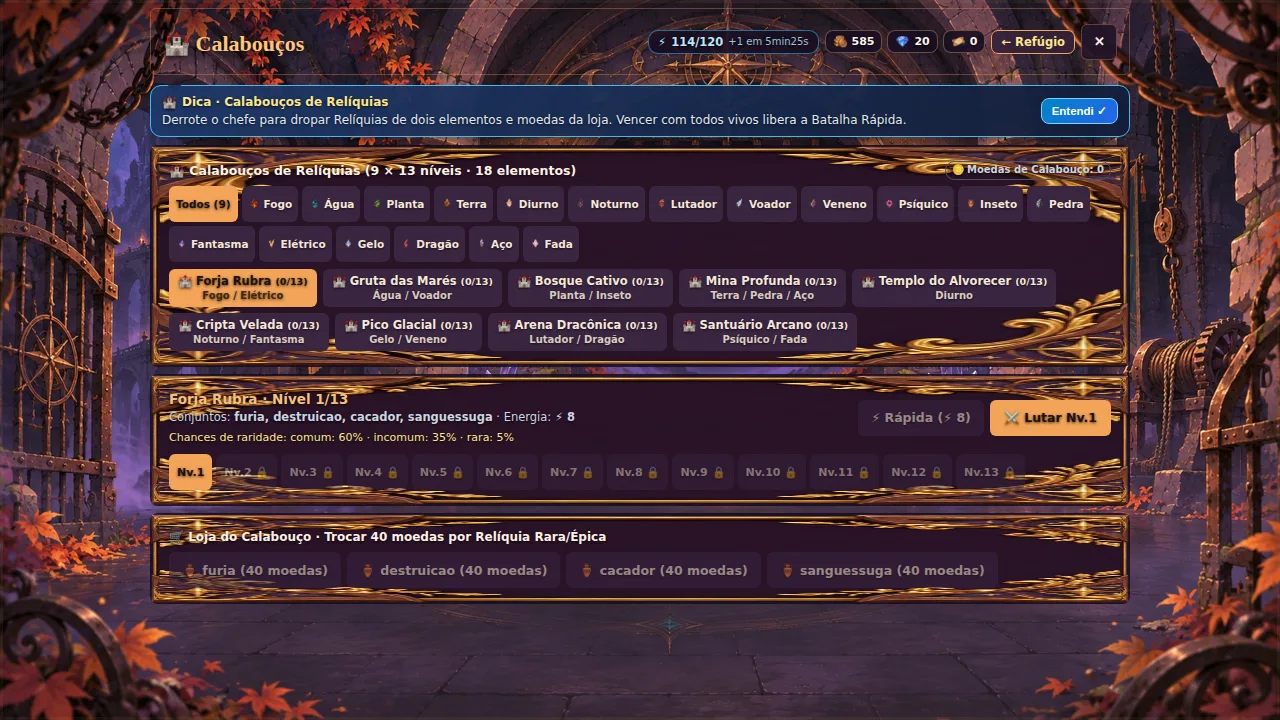 Calabouços
⚡ 114/120 +1 em 5min25s
585
20
0
← Refúgio
✕
Dica · Calabouços de Relíquias
Derrote o chefe para dropar Relíquias de dois elementos e moedas da loja. Vencer com todos vivos libera a Batalha Rápida.
Entendi ✓
Calabouços de Relíquias (9 × 13 níveis · 18 elementos)
Moedas de Calabouço: 0
Todos (9)
Fogo
Água
Planta
Terra
Diurno
Noturno
Lutador
Voador
Veneno
Psíquico
Inseto
Pedra
Fantasma
Elétrico
Gelo
Dragão
Aço
Fada
Forja Rubra (0/13)
Fogo / Elétrico
Gruta das Marés (0/13)
Água / Voador
Bosque Cativo (0/13)
Planta / Inseto
Mina Profunda (0/13)
Terra / Pedra / Aço
Templo do Alvorecer (0/13)
Diurno
Cripta Velada (0/13)
Noturno / Fantasma
Pico Glacial (0/13)
Gelo / Veneno
Arena Dracônica (0/13)
Lutador / Dragão
Santuário Arcano (0/13)
Psíquico / Fada
Forja Rubra · Nível 1/13
Conjuntos: furia, destruicao, cacador, sanguessuga · Energia: ⚡ 8
Chances de raridade: comum: 60% · incomum: 35% · rara: 5%
⚡ Rápida (⚡ 8)
⚔️ Lutar Nv.1
Nv.1
Nv.2
Nv.3
Nv.4
Nv.5
Nv.6
Nv.7
Nv.8
Nv.9
Nv.10
Nv.11
Nv.12
Nv.13
Loja do Calabouço · Trocar 40 moedas por Relíquia Rara/Épica
furia (40 moedas)
destruicao (40 moedas)
cacador (40 moedas)
sanguessuga (40 moedas)